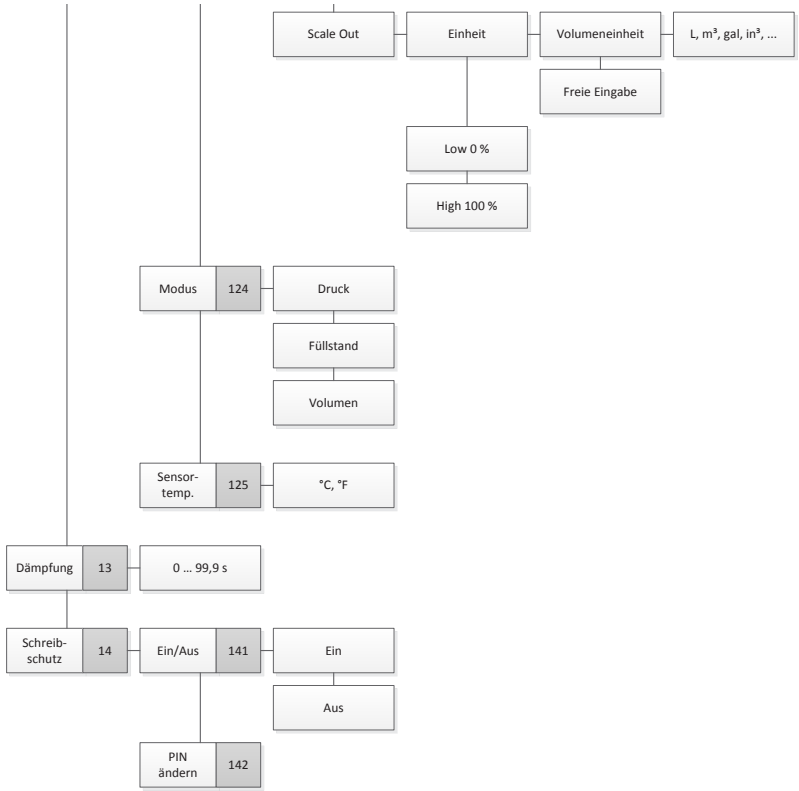 Scale Out
Einheit
Volumeneinheit
L, m³, gal, in³, ...
Freie Eingabe
Low 0 %
High 100 %
Modus
124
Druck
Füllstand
Volumen
Sensor-
temp.
125
°C, °F
Dämpfung
13
0 ... 99,9 s
Schreib-
schutz
14
Ein/Aus
141
Ein
Aus
PIN
ändern
142